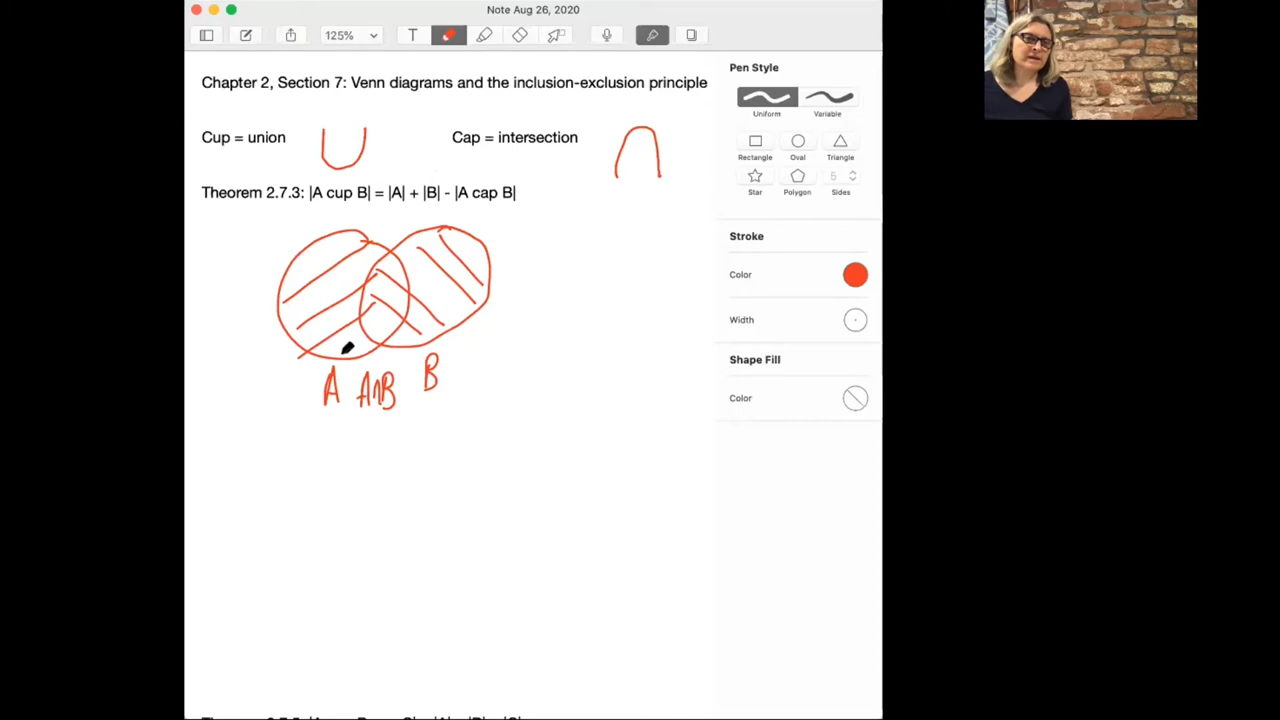 Note Aug 26, 2020
125%
T
Chapter 2, Section 7: Venn diagrams and the inclusion-exclusion principle
Cup = union ∪ Cap = intersection ∩
Theorem 2.7.3: |A cup B| = |A| + |B| - |A cap B|
A A∩B B
Pen Style
Uniform Variable
Rectangle Oval Triangle
5
Star Polygon Sides
Stroke
Color
Width
Shape Fill
Color